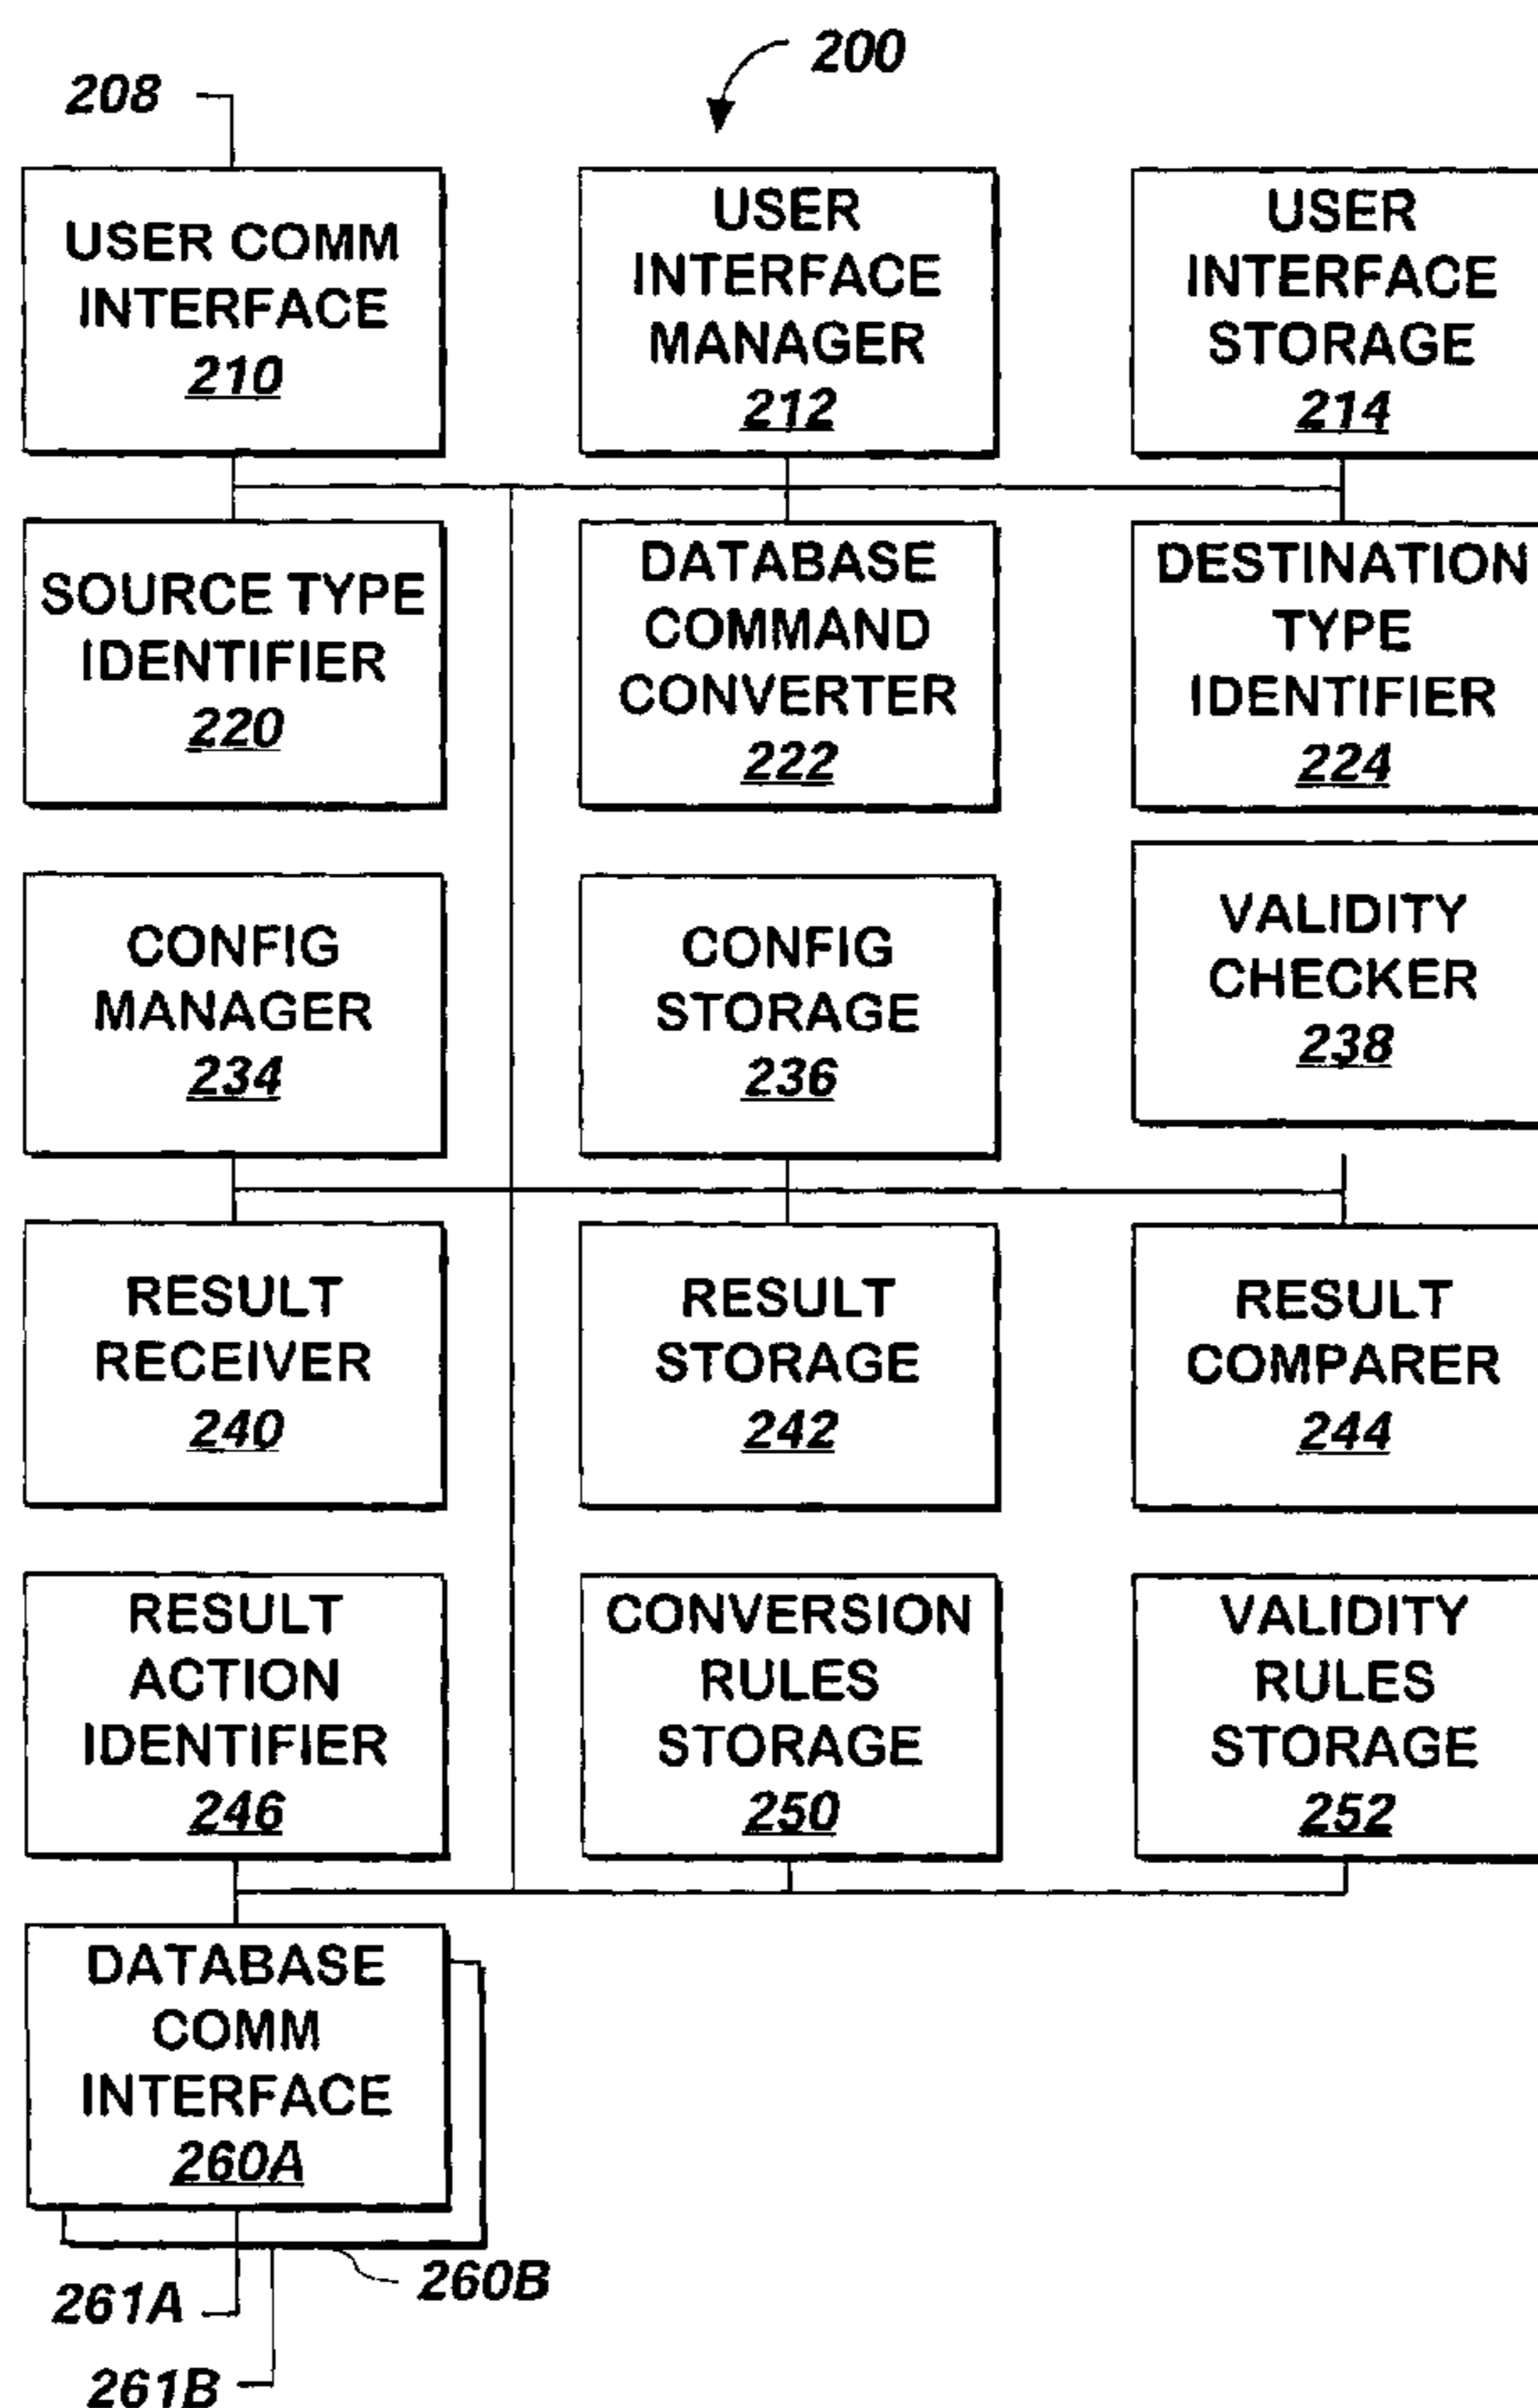 200
208
USER COMM
INTERFACE
210
USER
INTERFACE
MANAGER
212
USER
INTERFACE
STORAGE
214
SOURCE TYPE
IDENTIFIER
220
DATABASE
COMMAND
CONVERTER
222
DESTINATION
TYPE
IDENTIFIER
224
CONFIG
MANAGER
234
CONFIG
STORAGE
236
VALIDITY
CHECKER
238
RESULT
RECEIVER
240
RESULT
STORAGE
242
RESULT
COMPARER
244
RESULT
ACTION
IDENTIFIER
246
CONVERSION
RULES
STORAGE
250
VALIDITY
RULES
STORAGE
252
DATABASE
COMM
INTERFACE
260A
260B
261A
261B